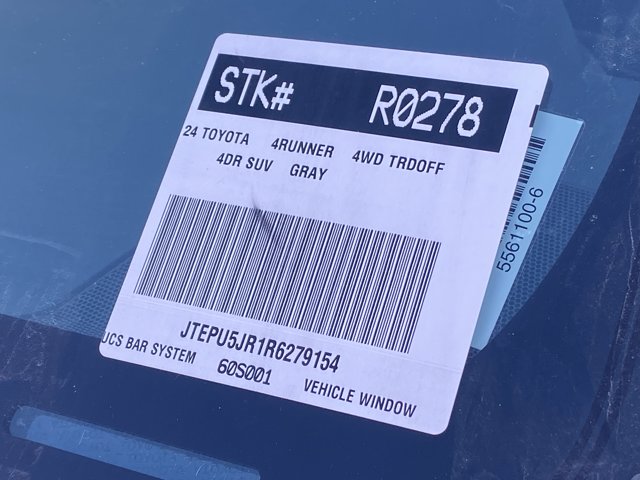 STK# R0278
24 TOYOTA 4RUNNER 4WD TRDOFF
4DR SUV GRAY
JTEPU5JR1R6279154
UCS BAR SYSTEM 60S001 VEHICLE WINDOW
5561100-6